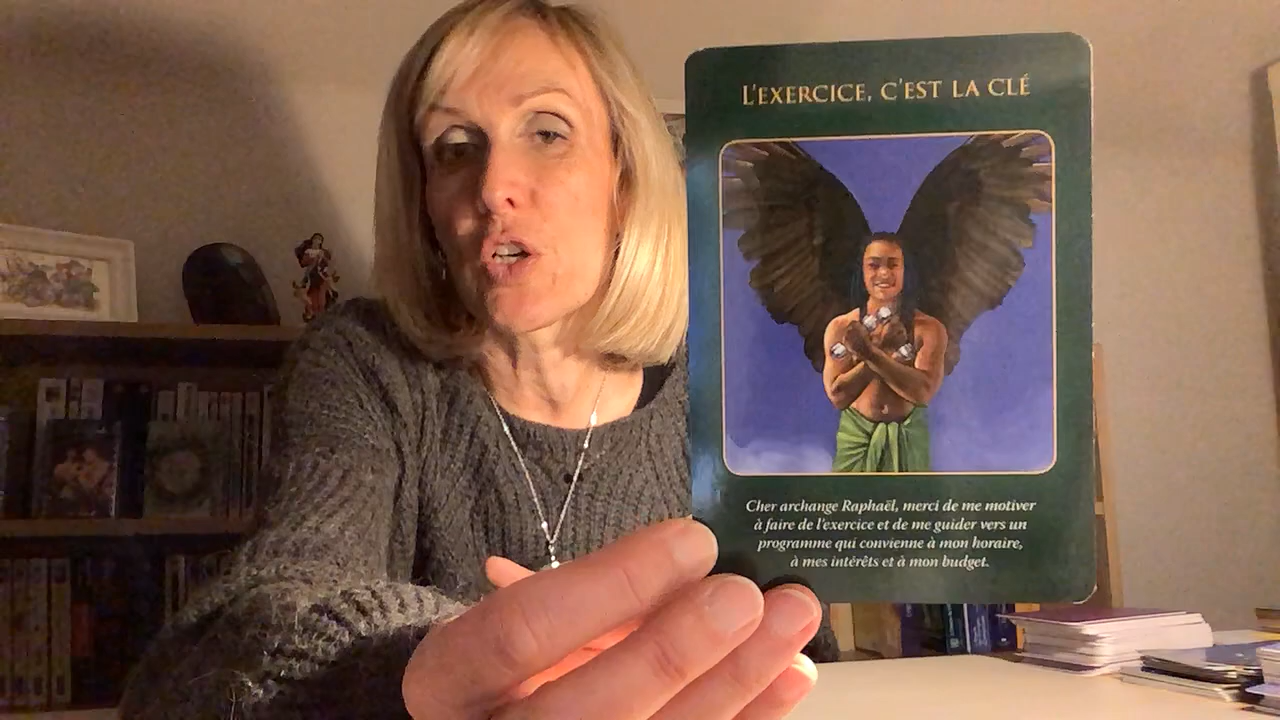 L'EXERCICE, C'EST LA CLÉ
Cher archange Raphaël, merci de me motiver
à faire de l'exercice et de me guider vers un
programme qui convienne à mon horaire,
à mes intérêts et à mon budget.